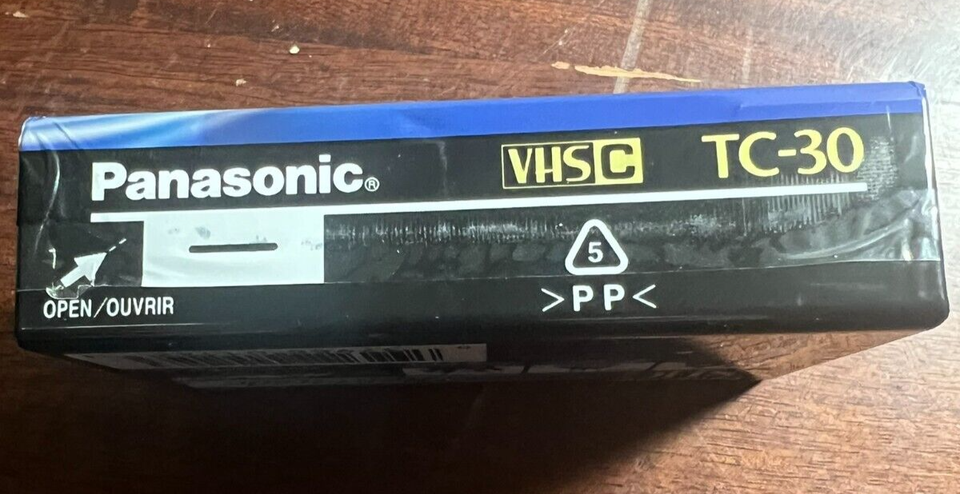 Panasonic®
VHS C TC-30
5
>PP<
OPEN/OUVRIR